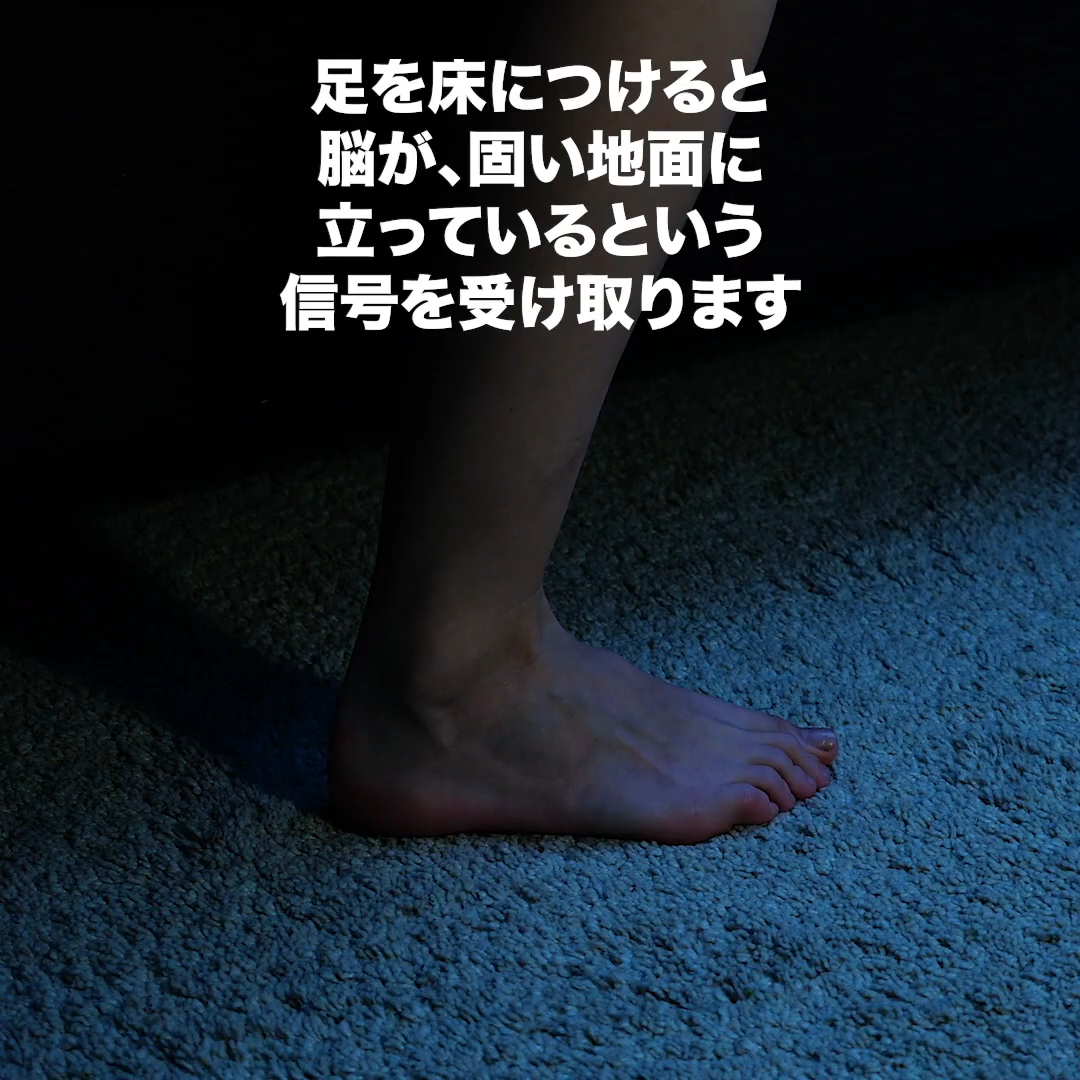 足を床につけると
脳が、固い地面に
立っているという
信号を受け取ります